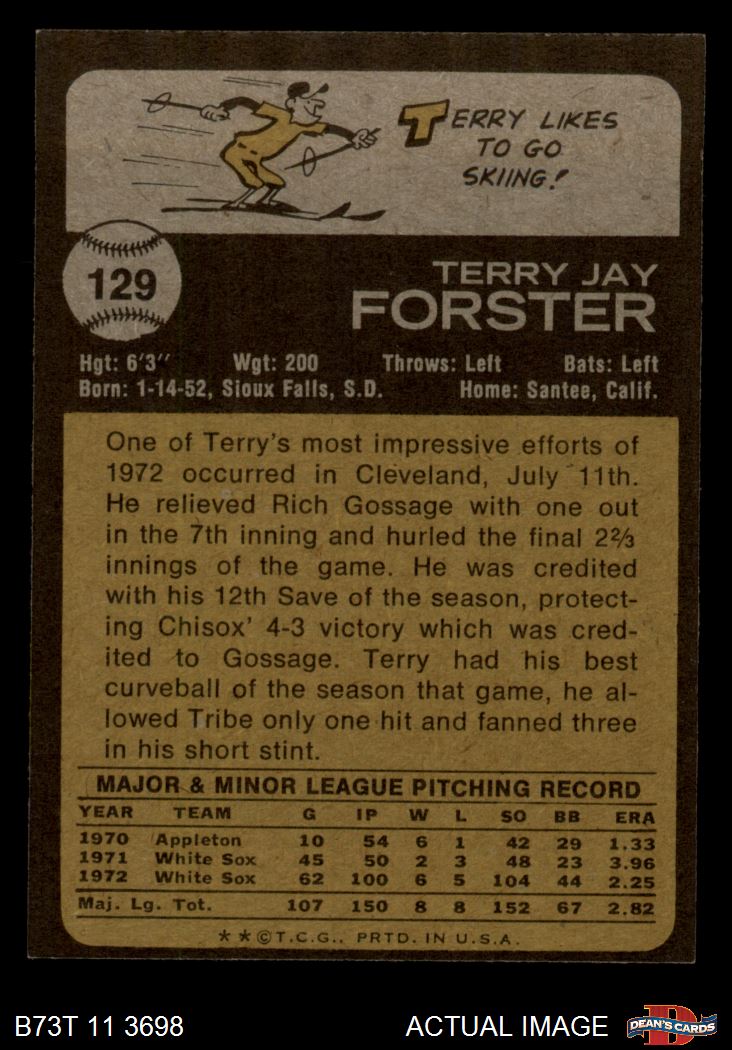 TERRY LIKES
TO GO
SKIING!
129
TERRY JAY
FORSTER
Hgt: 6'3" Wgt: 200 Throws: Left Bats: Left
Born: 1-14-52, Sioux Falls, S.D. Home: Santee, Calif.
One of Terry's most impressive efforts of
1972 occurred in Cleveland, July 11th.
He relieved Rich Gossage with one out
in the 7th inning and hurled the final 2⅔
innings of the game. He was credited
with his 12th Save of the season, protect-
ing Chisox' 4-3 victory which was cred-
ited to Gossage. Terry had his best
curveball of the season that game, he al-
lowed Tribe only one hit and fanned three
in his short stint.
MAJOR & MINOR LEAGUE PITCHING RECORD
YEAR TEAM G IP W L SO BB ERA
1970 Appleton 10 54 6 1 42 29 1.33
1971 White Sox 45 50 2 3 48 23 3.96
1972 White Sox 62 100 6 5 104 44 2.25
Maj. Lg. Tot. 107 150 8 8 152 67 2.82
★★©T.C.G., PRTD. IN U.S.A.
B73T 11 3698 ACTUAL IMAGE D DEAN'S CARDS